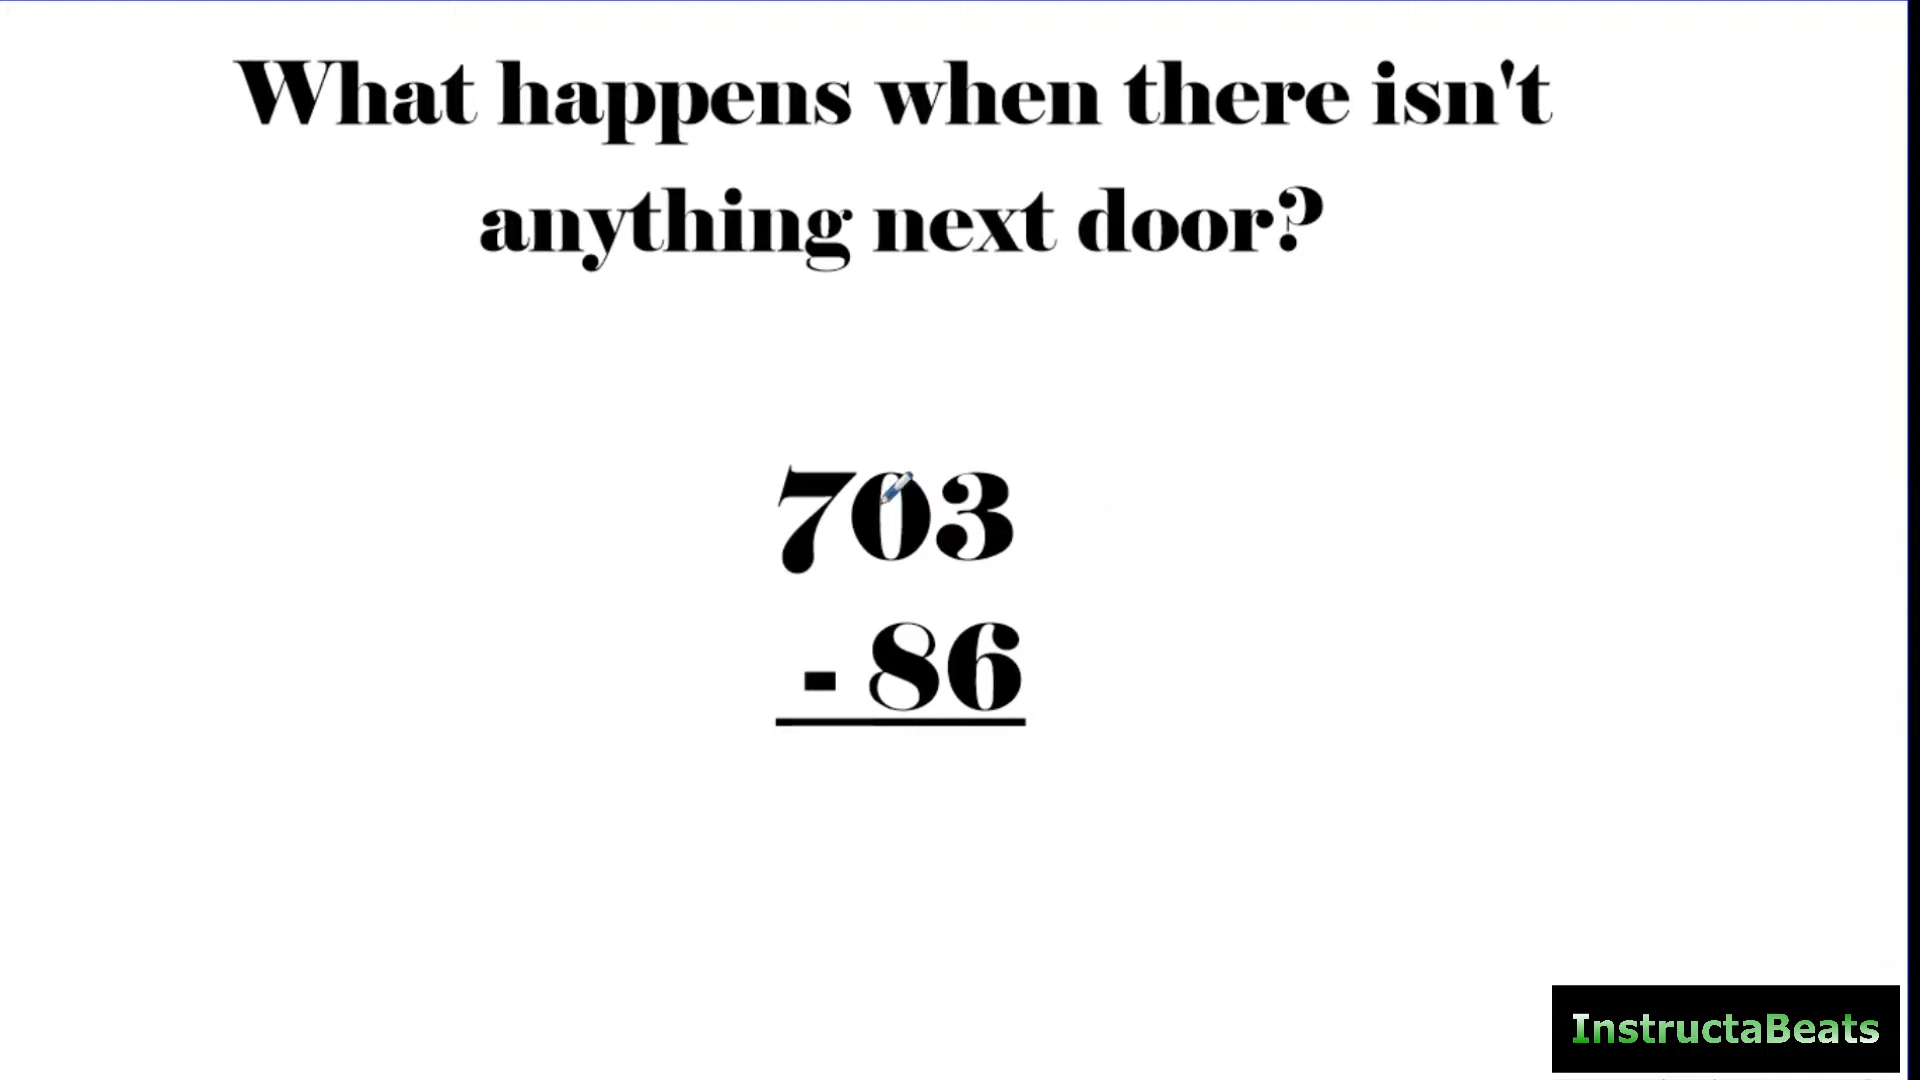 What happens when there isn't
anything next door?
703
- 86
InstructaBeats